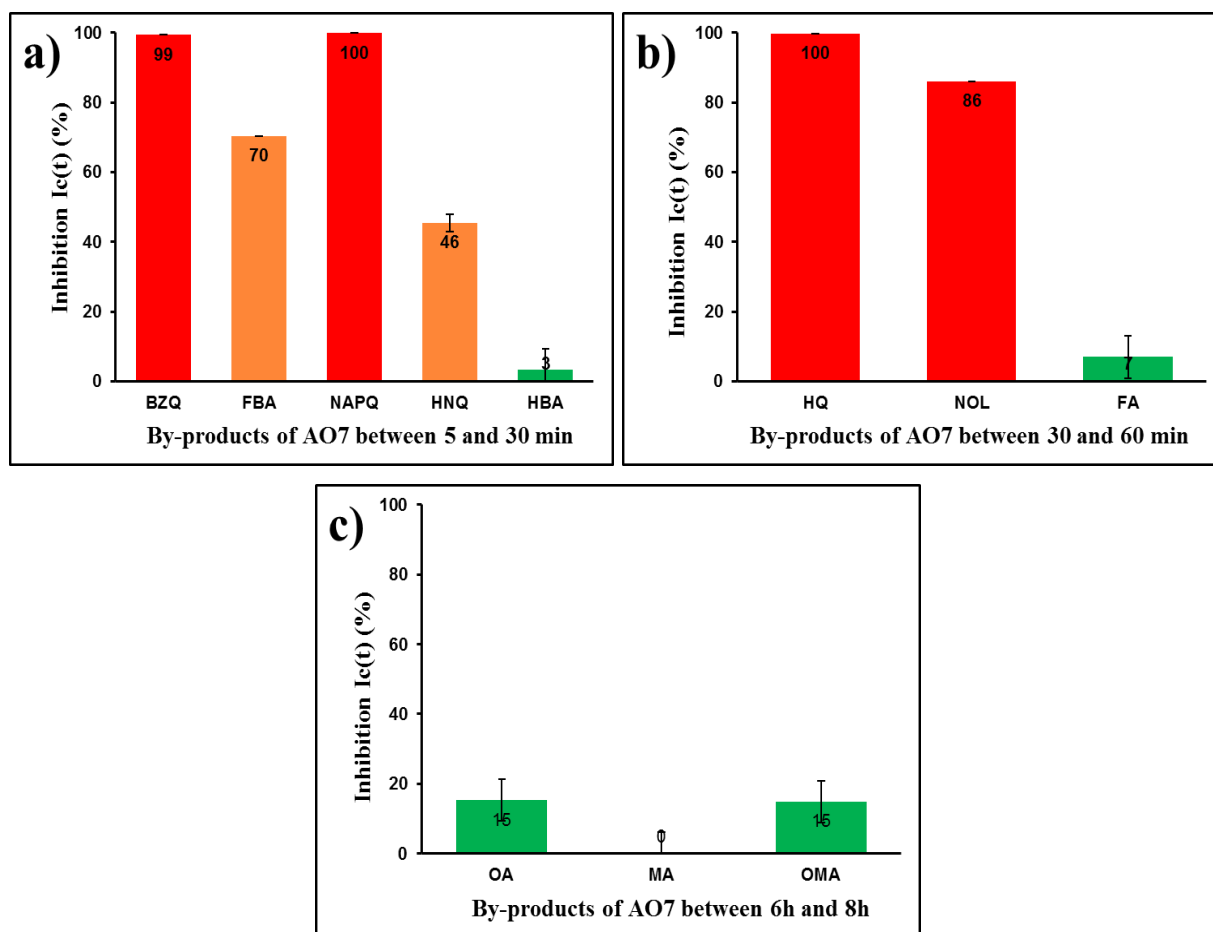 a)
Inhibition Ic(t) (%)
100
80
60
40
20
0
99
70
100
46
3
BZQ FBA NAPQ HNQ HBA
By-products of AO7 between 5 and 30 min
b)
Inhibition Ic(t) (%)
100
80
60
40
20
0
100
86
7
HQ NOL FA
By-products of AO7 between 30 and 60 min
c)
Inhibition Ic(t) (%)
100
80
60
40
20
0
15
0
15
OA MA OMA
By-products of AO7 between 6h and 8h